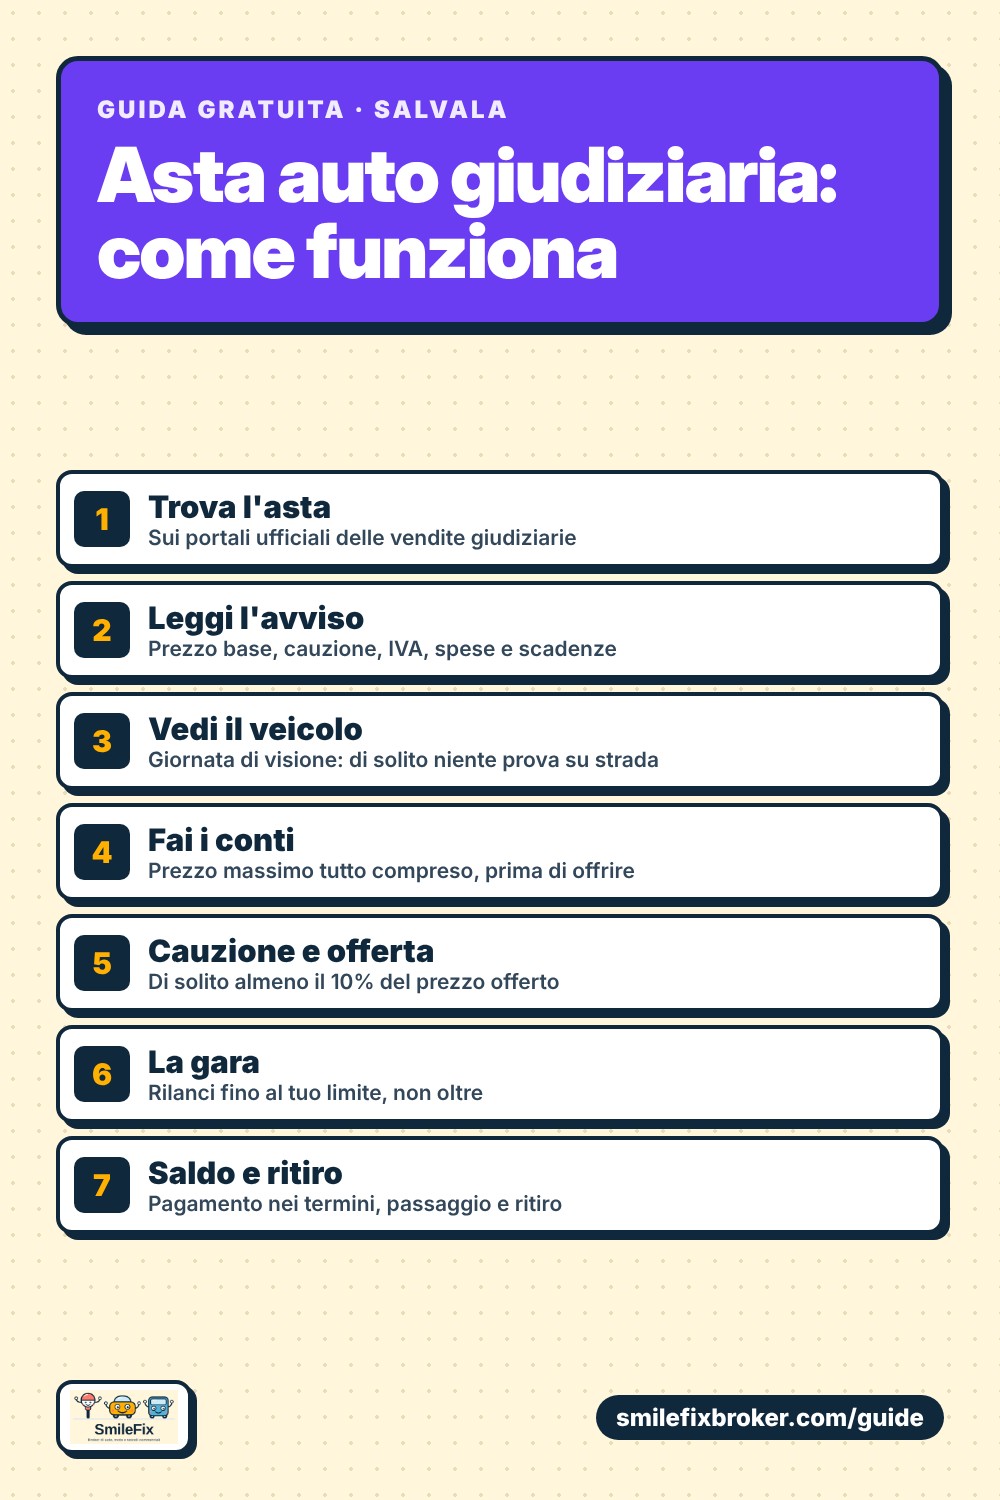 GUIDA GRATUITA · SALVALA
Asta auto giudiziaria:
come funziona
1
Trova l'asta
Sui portali ufficiali delle vendite giudiziarie
2
Leggi l'avviso
Prezzo base, cauzione, IVA, spese e scadenze
3
Vedi il veicolo
Giornata di visione: di solito niente prova su strada
4
Fai i conti
Prezzo massimo tutto compreso, prima di offrire
5
Cauzione e offerta
Di solito almeno il 10% del prezzo offerto
6
La gara
Rilanci fino al tuo limite, non oltre
7
Saldo e ritiro
Pagamento nei termini, passaggio e ritiro
SmileFix
smilefixbroker.com/guide